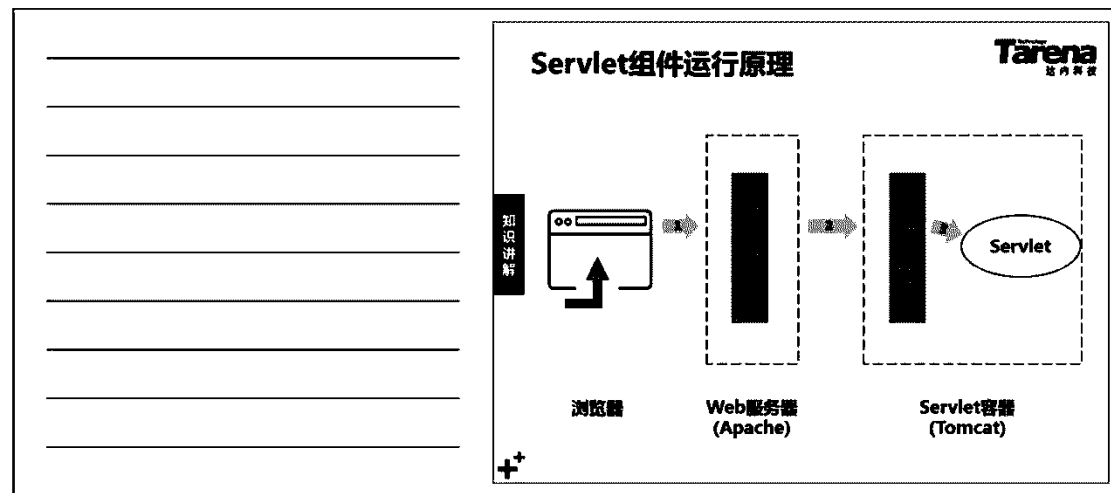 Servlet组件运行原理
Technology
Tarena
达内科技
知识讲解
1
2
3
Servlet
浏览器
Web服务器
(Apache)
Servlet容器
(Tomcat)